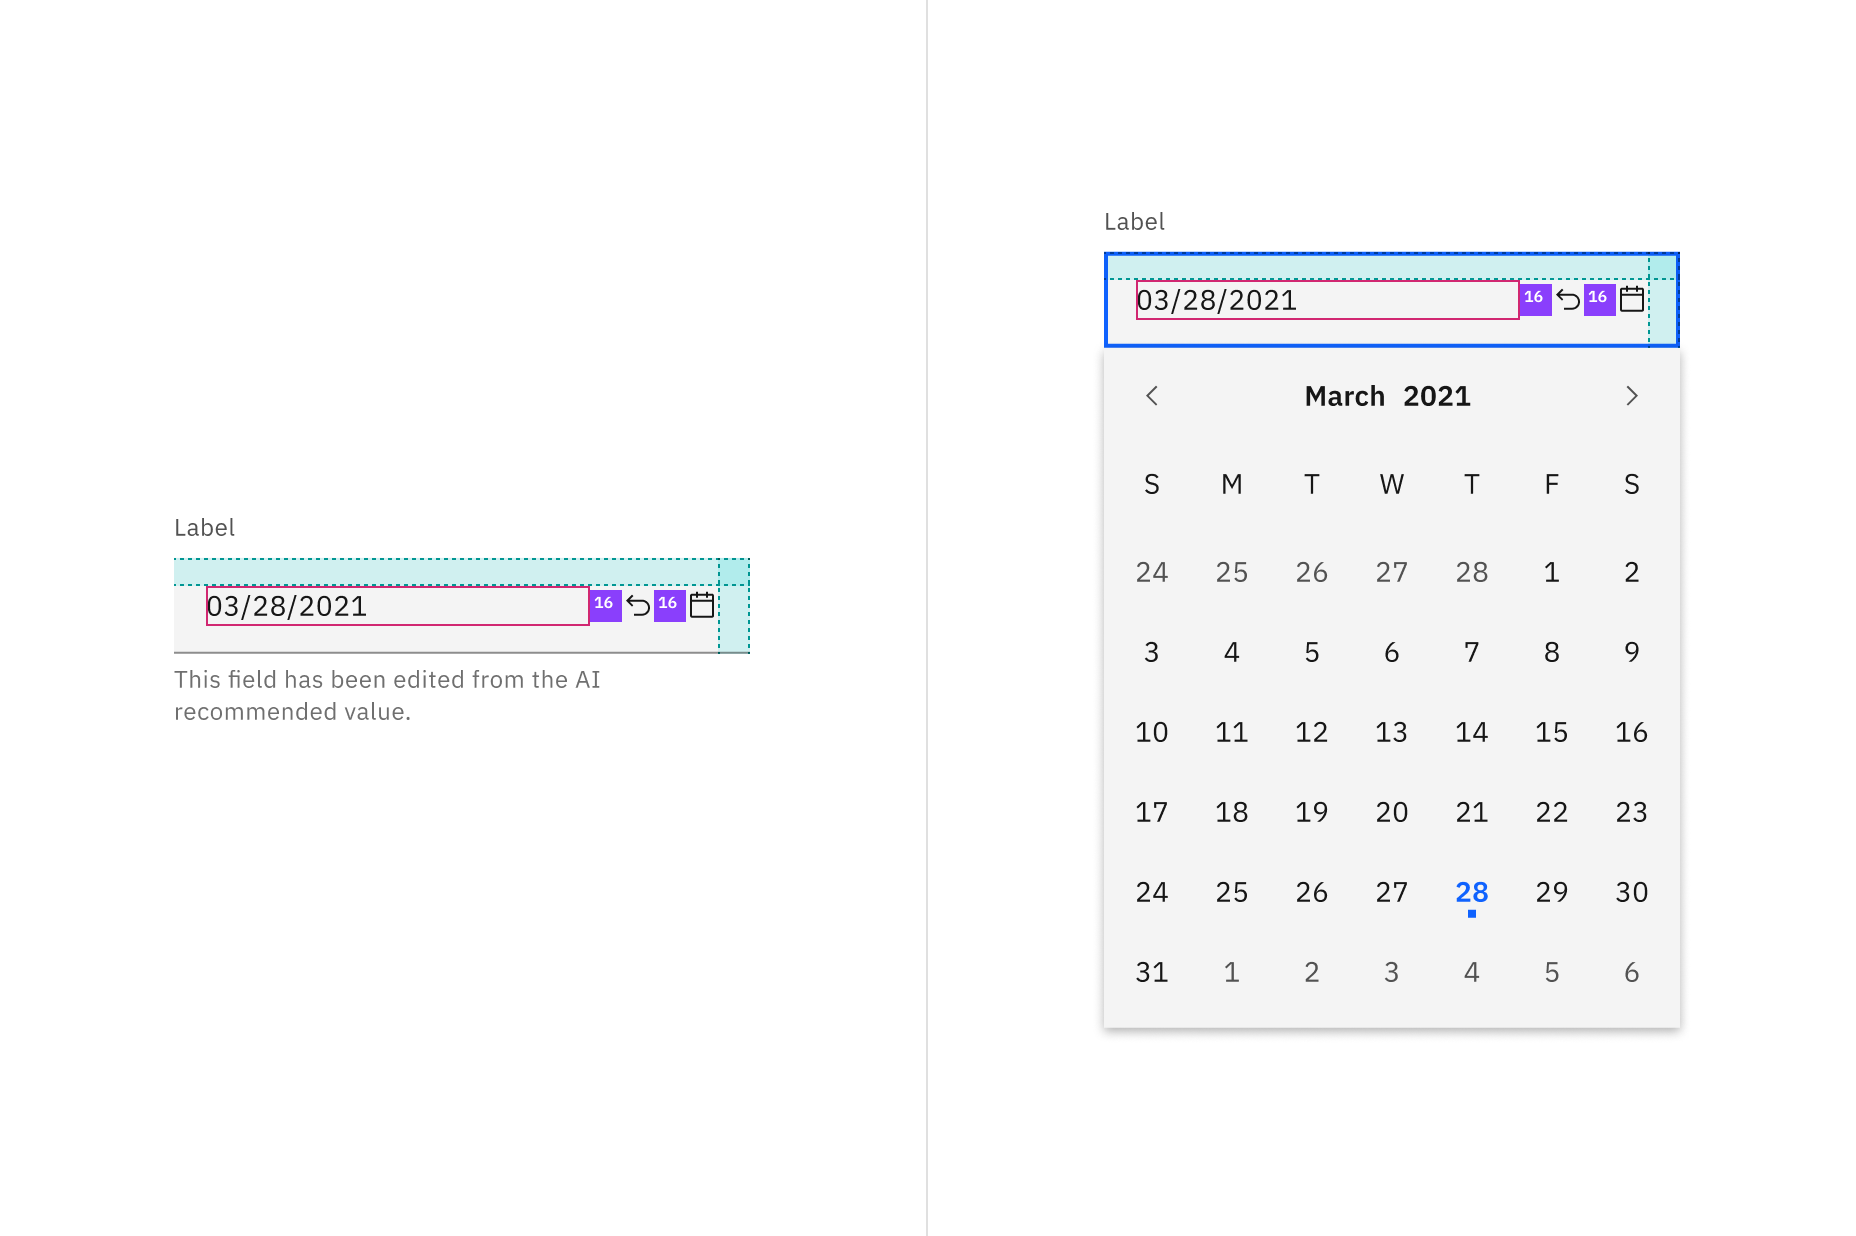 Label
03/28/2021 16 16
This field has been edited from the AI
recommended value.
Label
03/28/2021 16 16
March 2021
S M T W T F S
24 25 26 27 28 1 2
3 4 5 6 7 8 9
10 11 12 13 14 15 16
17 18 19 20 21 22 23
24 25 26 27 28 29 30
31 1 2 3 4 5 6